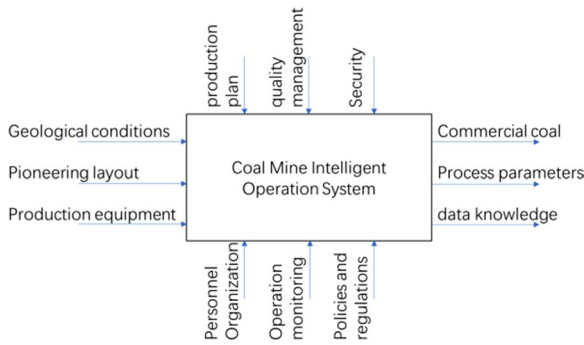 production
plan
quality
management
Security
Geological conditions
Pioneering layout
Production equipment
Coal Mine Intelligent
Operation System
Commercial coal
Process parameters
data knowledge
Personnel
Organization
Operation
monitoring
Policies and
regulations